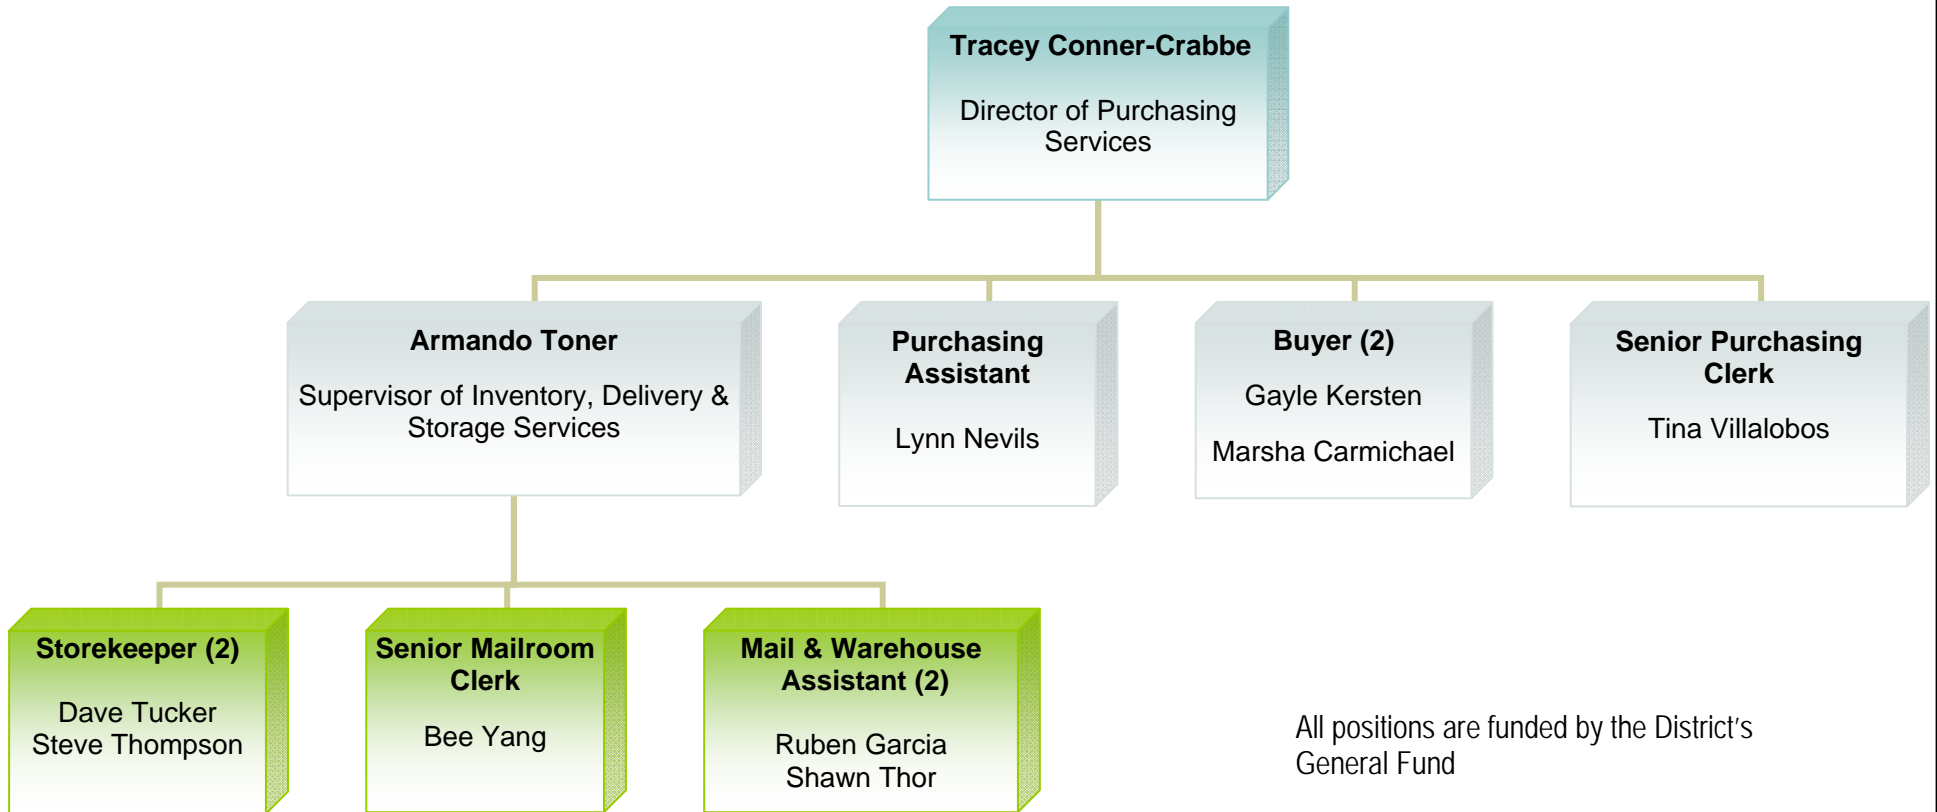 Tracey Conner-Crabbe
Director of Purchasing
Services
Armando Toner
Supervisor of Inventory, Delivery &
Storage Services
Purchasing
Assistant
Lynn Nevils
Buyer (2)
Gayle Kersten
Marsha Carmichael
Senior Purchasing
Clerk
Tina Villalobos
Storekeeper (2)
Dave Tucker
Steve Thompson
Senior Mailroom
Clerk
Bee Yang
Mail & Warehouse
Assistant (2)
Ruben Garcia
Shawn Thor
All positions are funded by the District's
General Fund